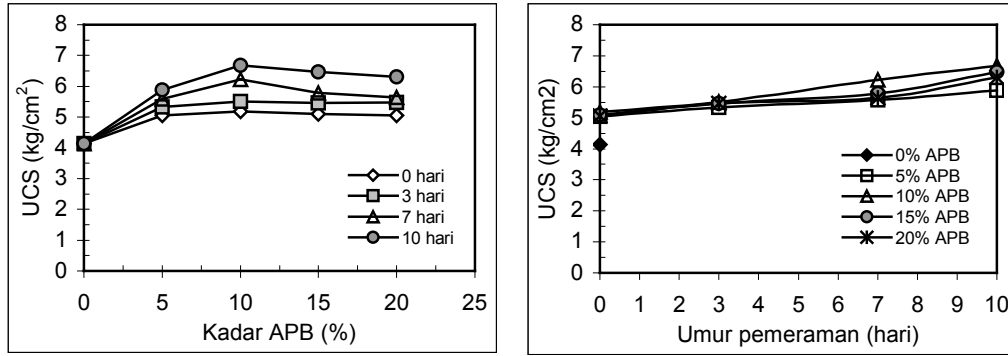 8
7
6
5
4
3
2
1
0
UCS (kg/cm²)
0 hari
3 hari
7 hari
10 hari
0 5 10 15 20 25
Kadar APB (%)
8
7
6
5
4
3
2
1
0
UCS (kg/cm2)
0% APB
5% APB
10% APB
15% APB
20% APB
0 1 2 3 4 5 6 7 8 9 10
Umur pemeraman (hari)